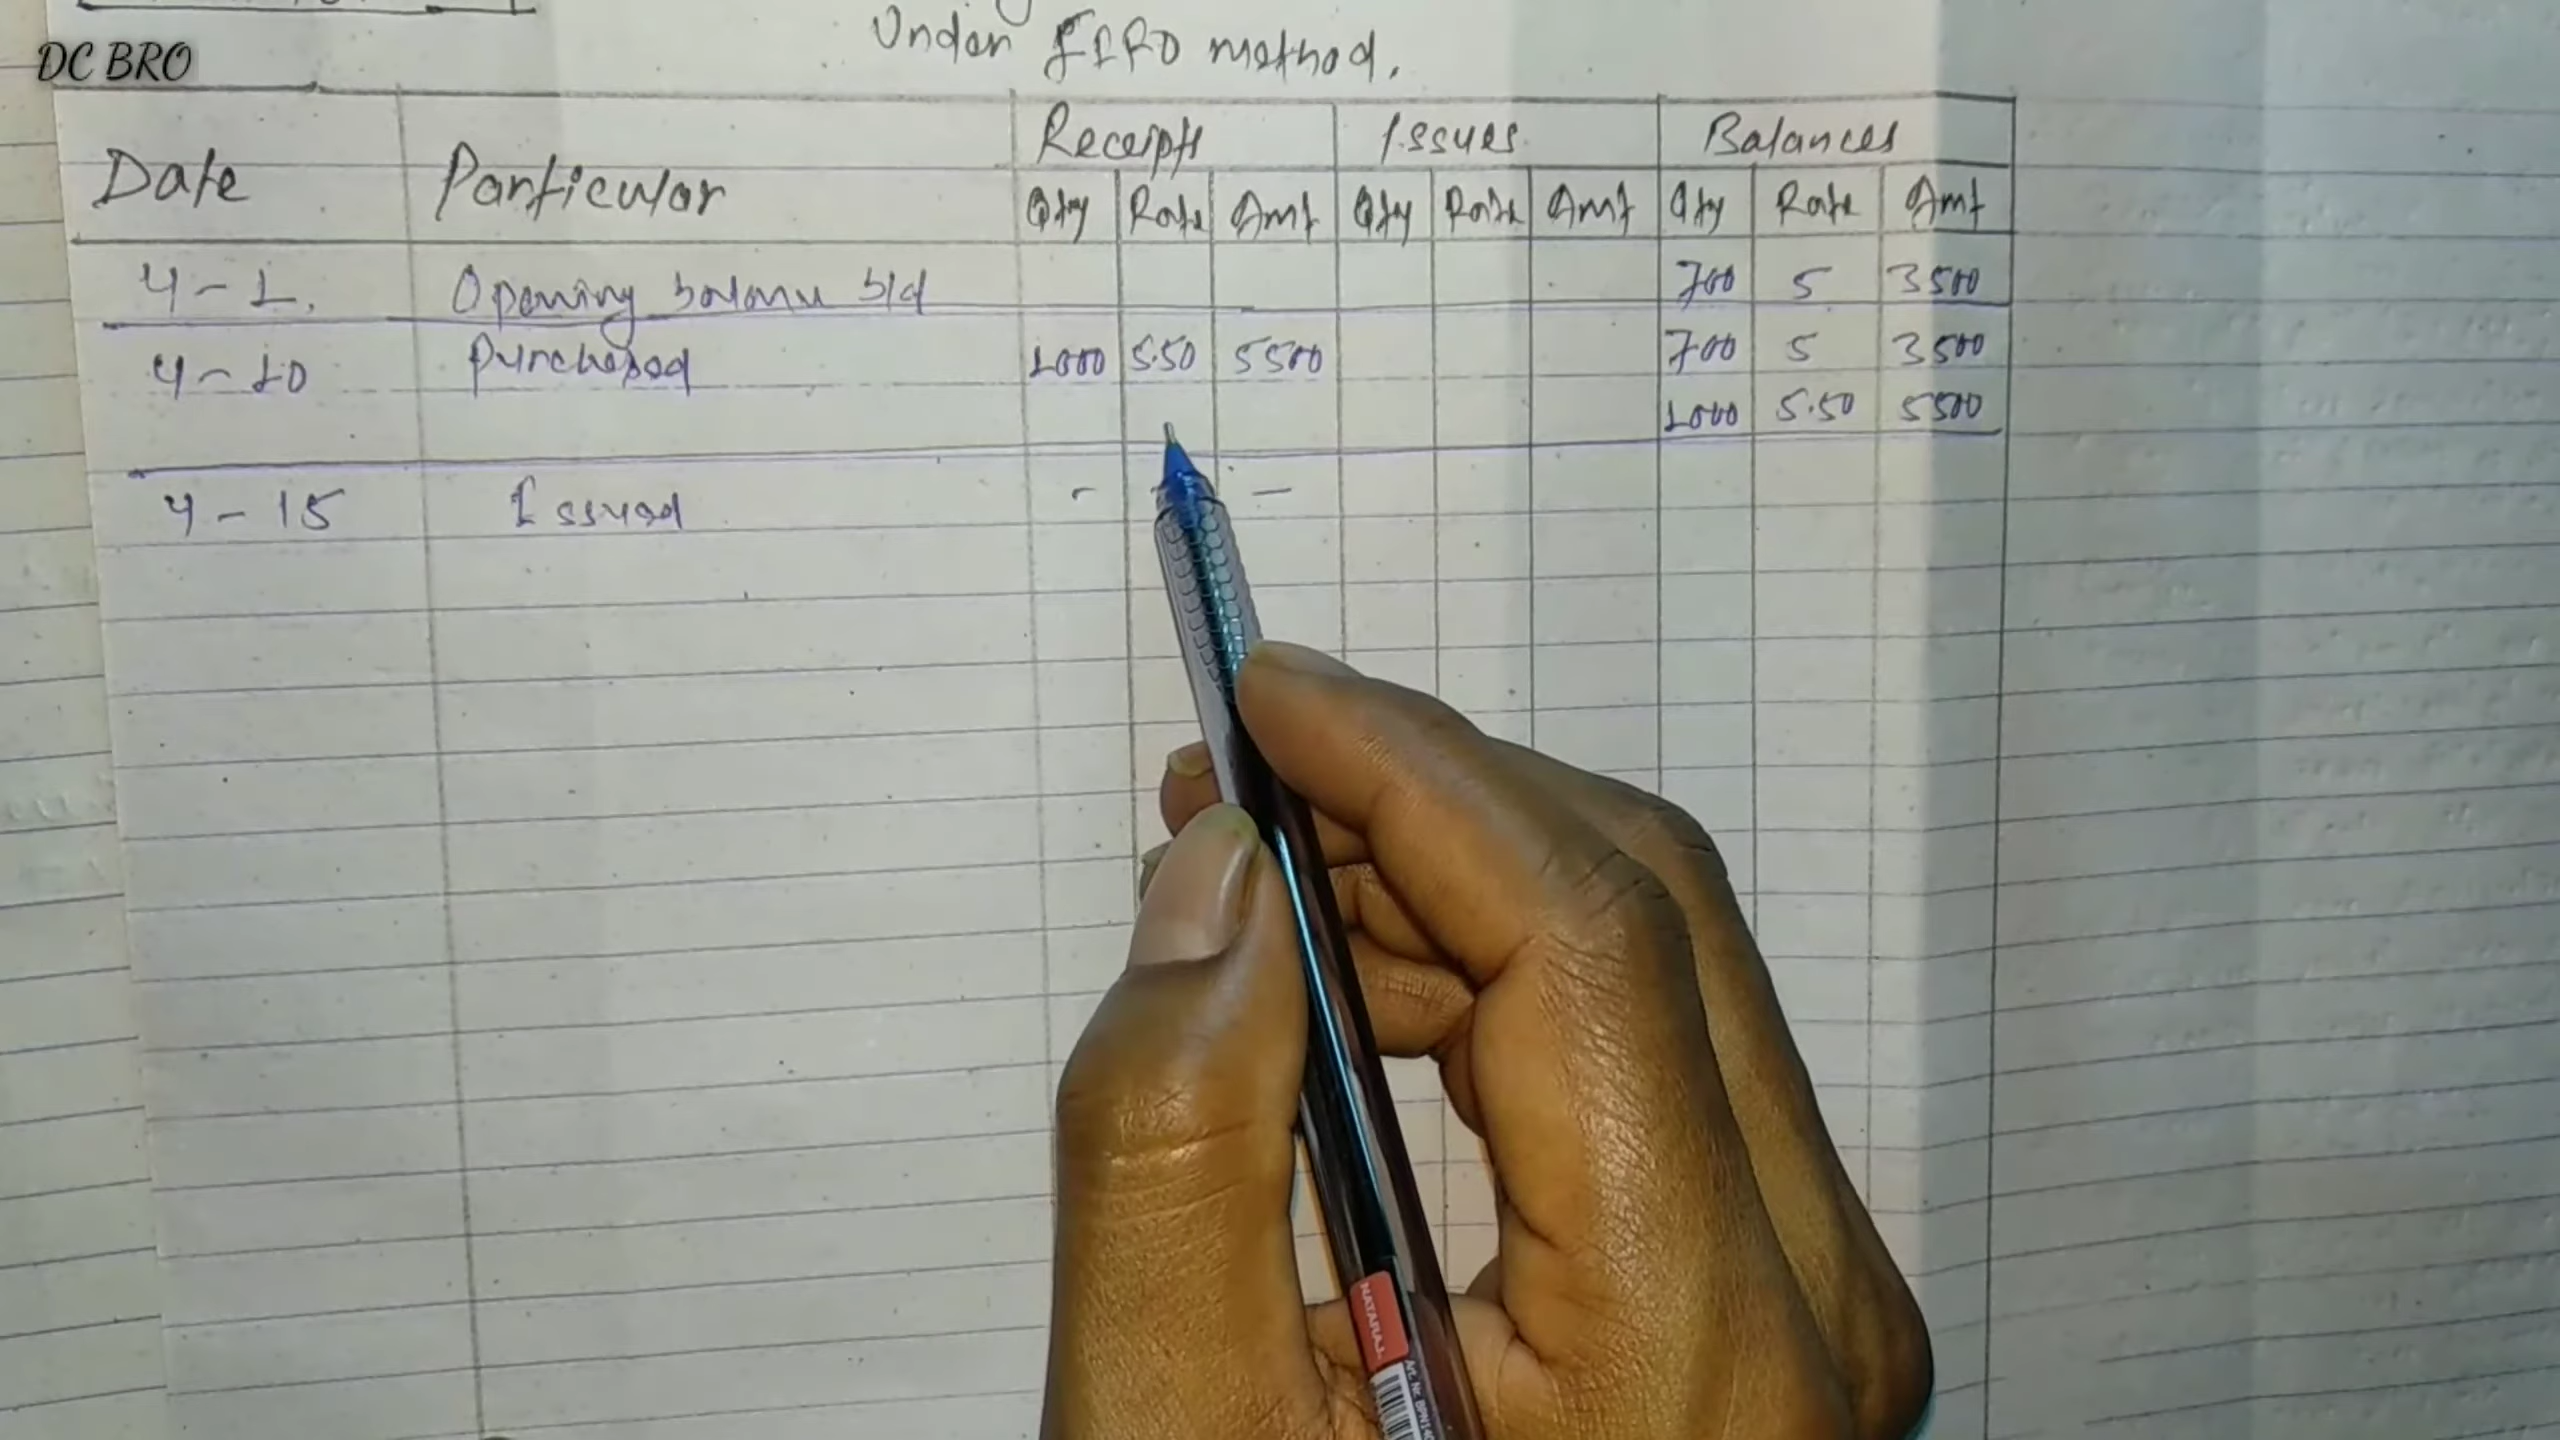 DC BRO
Under FIFO method.
Date Particular Receipts Issues Balances
Qty Rate Amt Qty Rate Amt Qty Rate Amt
4-1. Opening balance b/d 700 5 3500
4-10 Purchased 1000 5.50 5500 700 5 3500
1000 5.50 5500
4-15 Issued - - -
NATARAJ